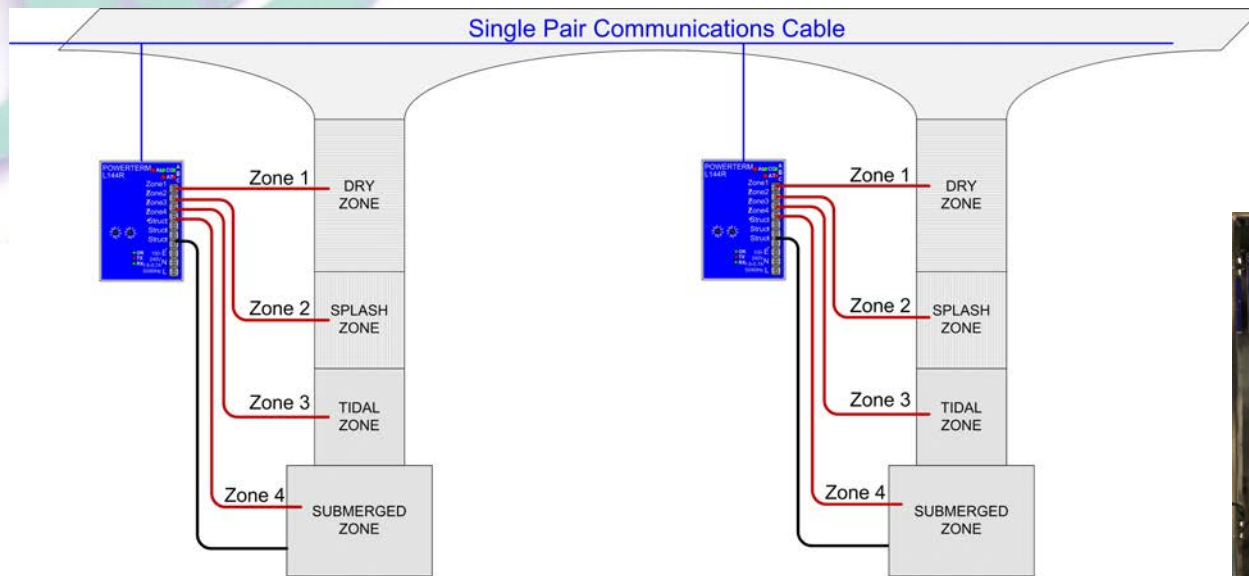 Single Pair Communications Cable
POWERTERM
L144R
Zone1
Zone2
Zone3
Zone4
Struct
Struct
Struct
E
N
L
Zone 1
DRY
ZONE
Zone 2
SPLASH
ZONE
Zone 3
TIDAL
ZONE
Zone 4
SUBMERGED
ZONE
POWERTERM
L144R
Zone1
Zone2
Zone3
Zone4
Struct
Struct
Struct
E
N
L
Zone 1
DRY
ZONE
Zone 2
SPLASH
ZONE
Zone 3
TIDAL
ZONE
Zone 4
SUBMERGED
ZONE